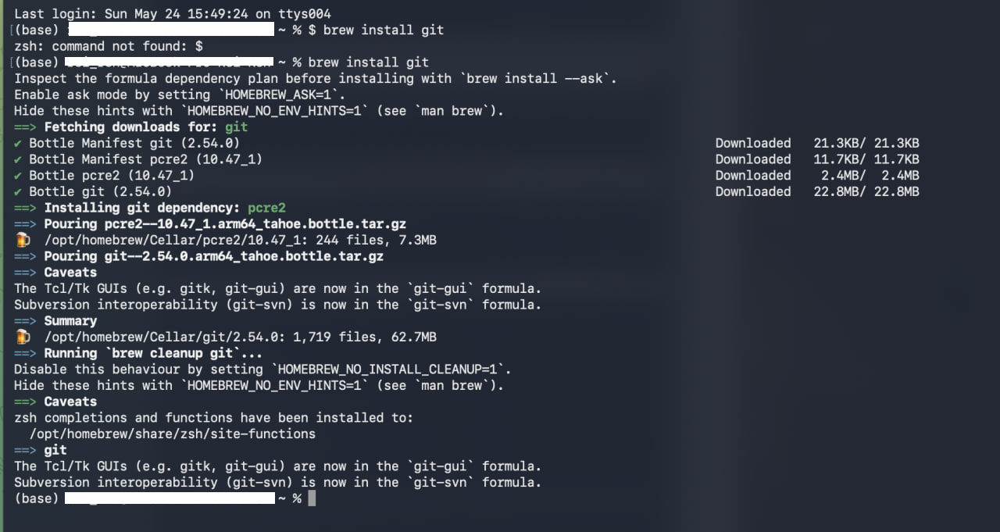 Last login: Sun May 24 15:49:24 on ttys004
[(base) ~ % $ brew install git
zsh: command not found: $
[(base) ~ % brew install git
Inspect the formula dependency plan before installing with `brew install --ask`.
Enable ask mode by setting `HOMEBREW_ASK=1`.
Hide these hints with `HOMEBREW_NO_ENV_HINTS=1` (see `man brew`).
==> Fetching downloads for: git
✔ Bottle Manifest git (2.54.0) Downloaded 21.3KB/ 21.3KB
✔ Bottle Manifest pcre2 (10.47_1) Downloaded 11.7KB/ 11.7KB
✔ Bottle pcre2 (10.47_1) Downloaded 2.4MB/ 2.4MB
✔ Bottle git (2.54.0) Downloaded 22.8MB/ 22.8MB
==> Installing git dependency: pcre2
==> Pouring pcre2--10.47_1.arm64_tahoe.bottle.tar.gz
🍺 /opt/homebrew/Cellar/pcre2/10.47_1: 244 files, 7.3MB
==> Pouring git--2.54.0.arm64_tahoe.bottle.tar.gz
==> Caveats
The Tcl/Tk GUIs (e.g. gitk, git-gui) are now in the `git-gui` formula.
Subversion interoperability (git-svn) is now in the `git-svn` formula.
==> Summary
🍺 /opt/homebrew/Cellar/git/2.54.0: 1,719 files, 62.7MB
==> Running `brew cleanup git`...
Disable this behaviour by setting `HOMEBREW_NO_INSTALL_CLEANUP=1`.
Hide these hints with `HOMEBREW_NO_ENV_HINTS=1` (see `man brew`).
==> Caveats
zsh completions and functions have been installed to:
/opt/homebrew/share/zsh/site-functions
==> git
The Tcl/Tk GUIs (e.g. gitk, git-gui) are now in the `git-gui` formula.
Subversion interoperability (git-svn) is now in the `git-svn` formula.
(base) ~ %